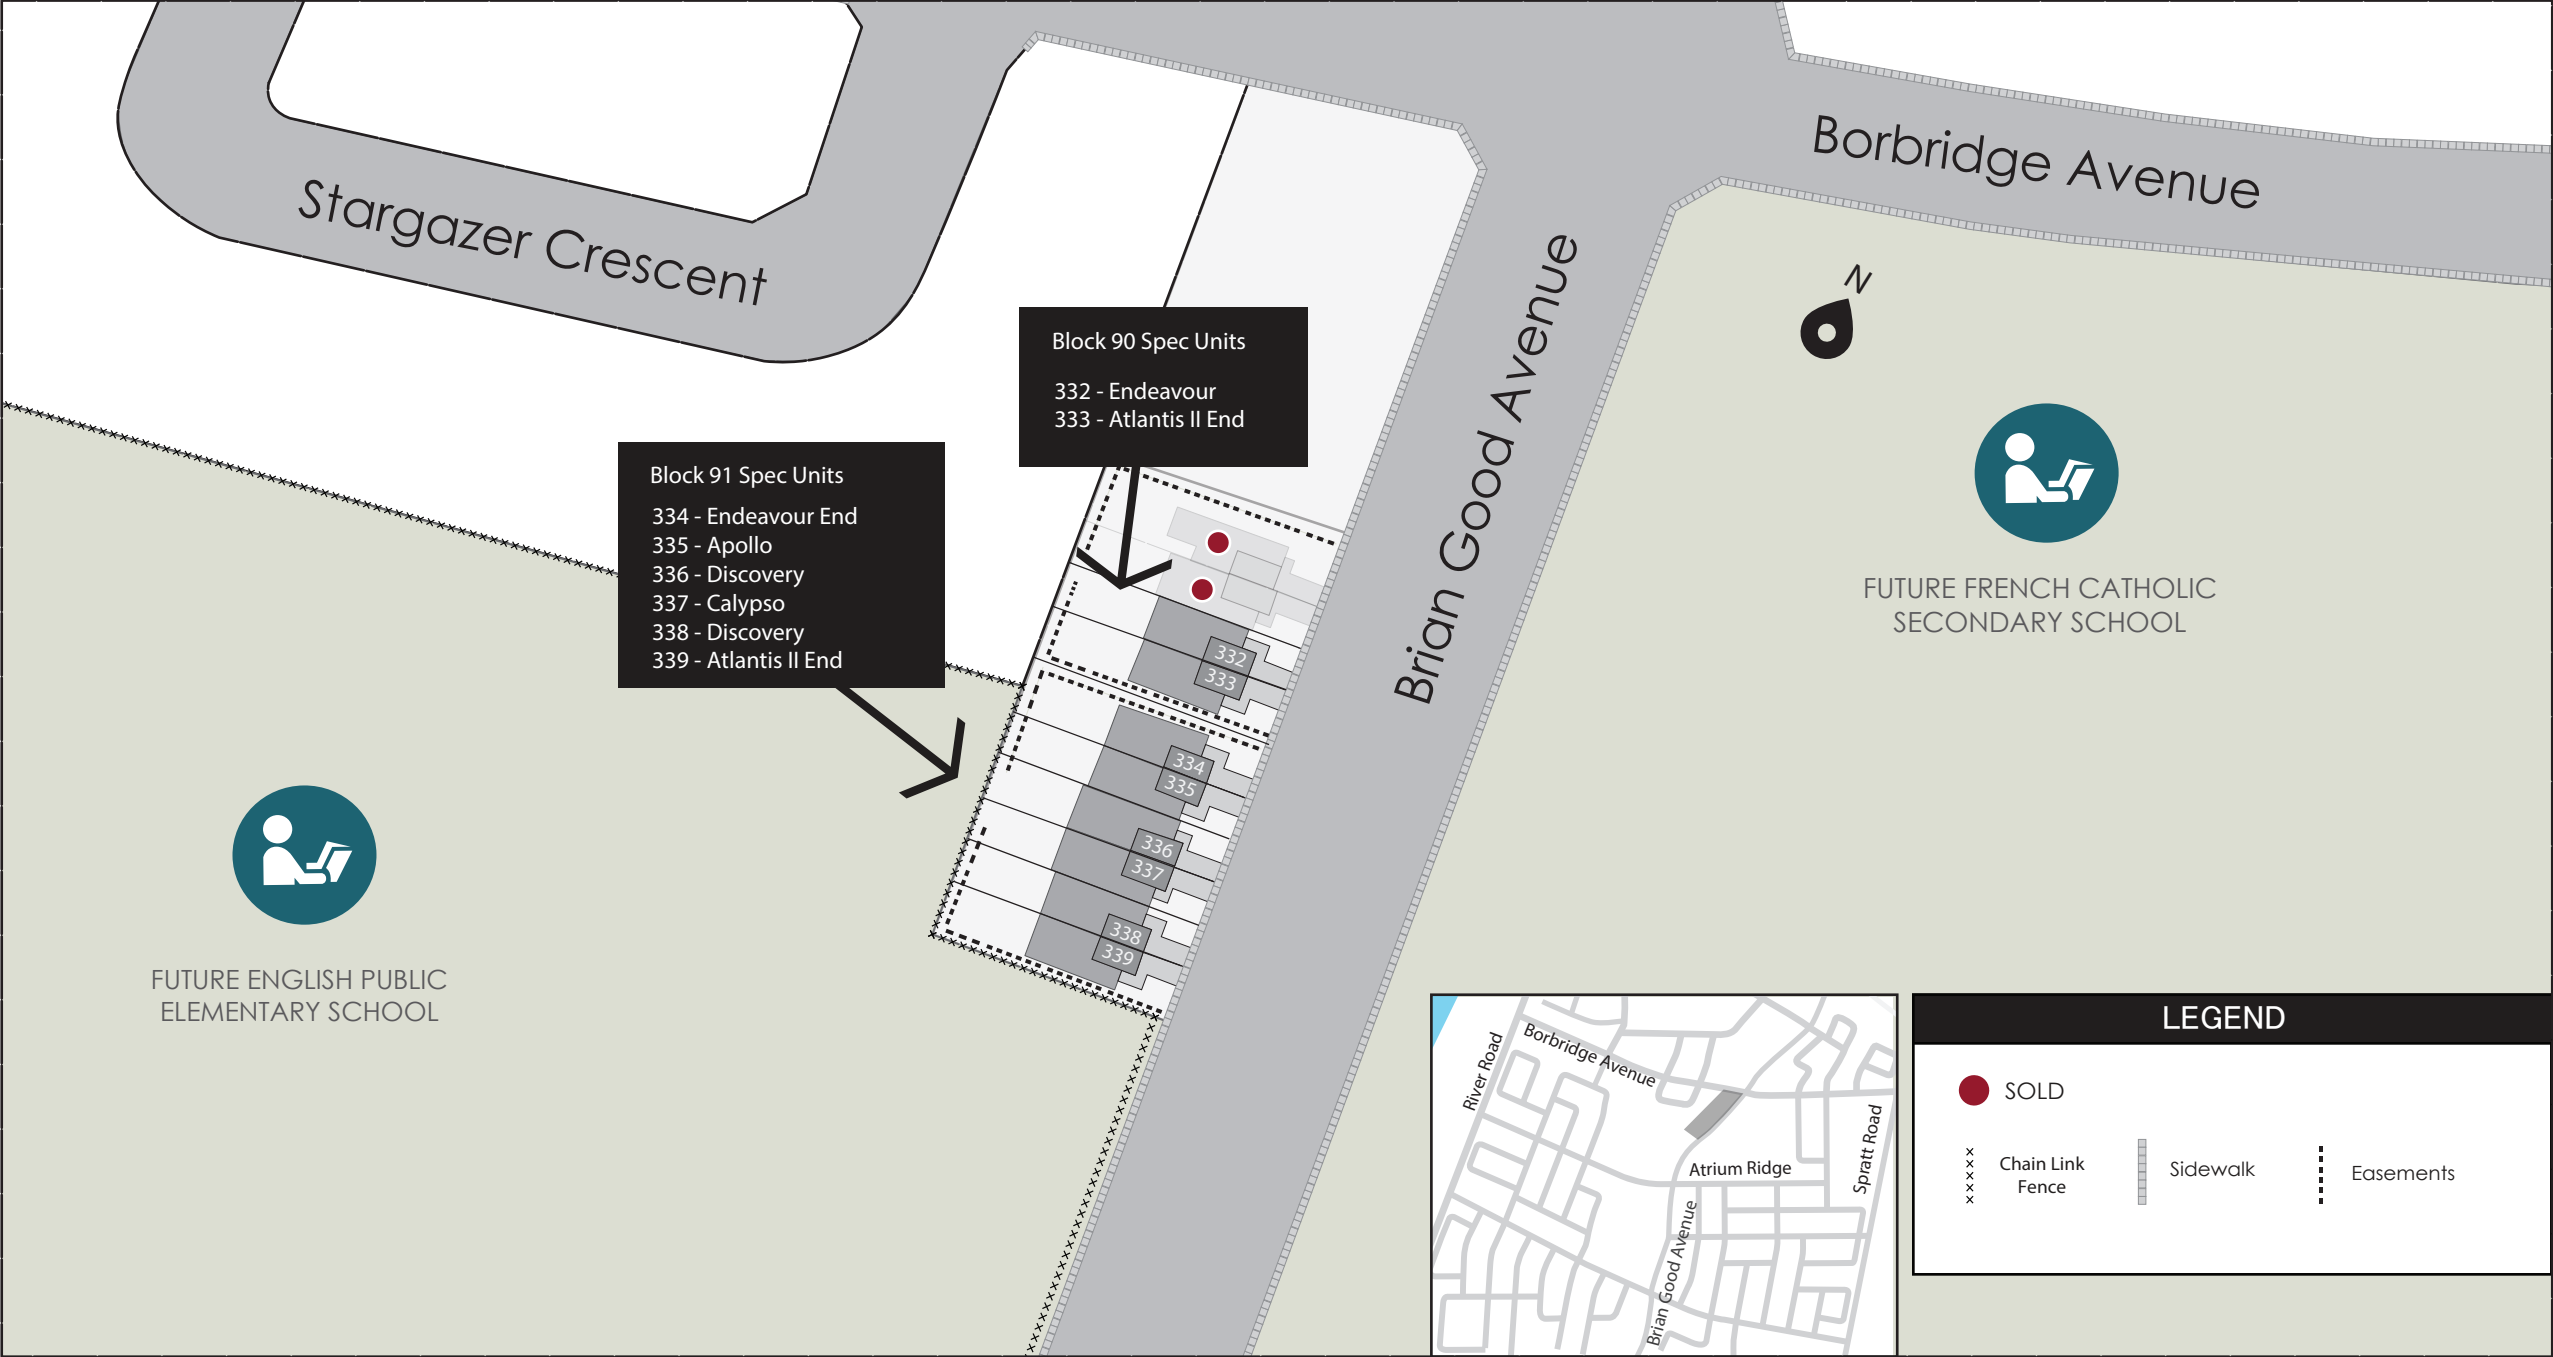 Stargazer Crescent
Borbridge Avenue
Brian Good Avenue
N
Block 90 Spec Units
332 - Endeavour
333 - Atlantis II End
Block 91 Spec Units
334 - Endeavour End
335 - Apollo
336 - Discovery
337 - Calypso
338 - Discovery
339 - Atlantis II End
FUTURE FRENCH CATHOLIC
SECONDARY SCHOOL
332
333
334
335
336
337
338
339
FUTURE ENGLISH PUBLIC
ELEMENTARY SCHOOL
River Road
Borbridge Avenue
Atrium Ridge
Spratt Road
Brian Good Avenue
LEGEND
SOLD
Chain Link
Fence
Sidewalk
Easements